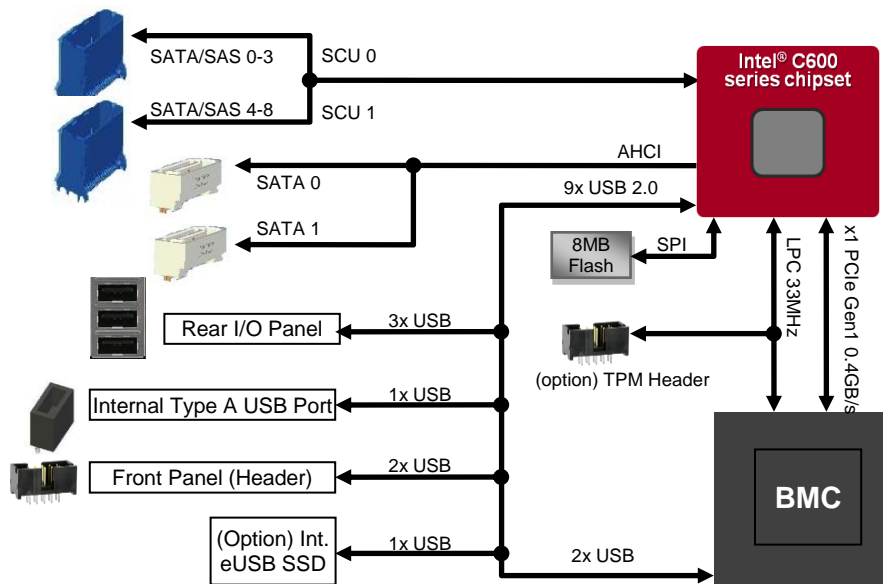 SATA/SAS 0-3
SCU 0
Intel® C600
series chipset
SATA/SAS 4-8
SCU 1
AHCI
SATA 0
9x USB 2.0
SATA 1
8MB
Flash
SPI
LPC 33MHz
x1 PCIe Gen1 0.4GB/s
Rear I/O Panel
3x USB
(option) TPM Header
Internal Type A USB Port
1x USB
Front Panel (Header)
2x USB
BMC
(Option) Int.
eUSB SSD
1x USB
2x USB